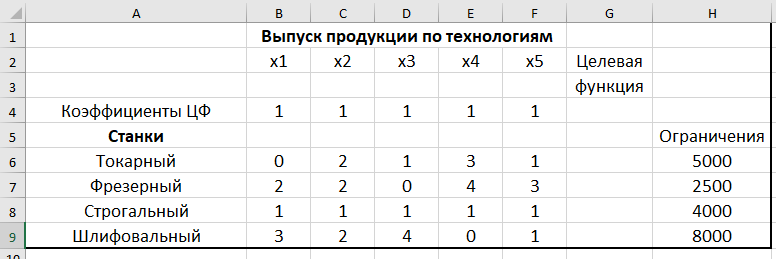 A B C D E F G H
1 Выпуск продукции по технологиям
2 x1 x2 x3 x4 x5 Целевая
3 функция
4 Коэффициенты ЦФ 1 1 1 1 1
5 Станки Ограничения
6 Токарный 0 2 1 3 1 5000
7 Фрезерный 2 2 0 4 3 2500
8 Строгальный 1 1 1 1 1 4000
9 Шлифовальный 3 2 4 0 1 8000